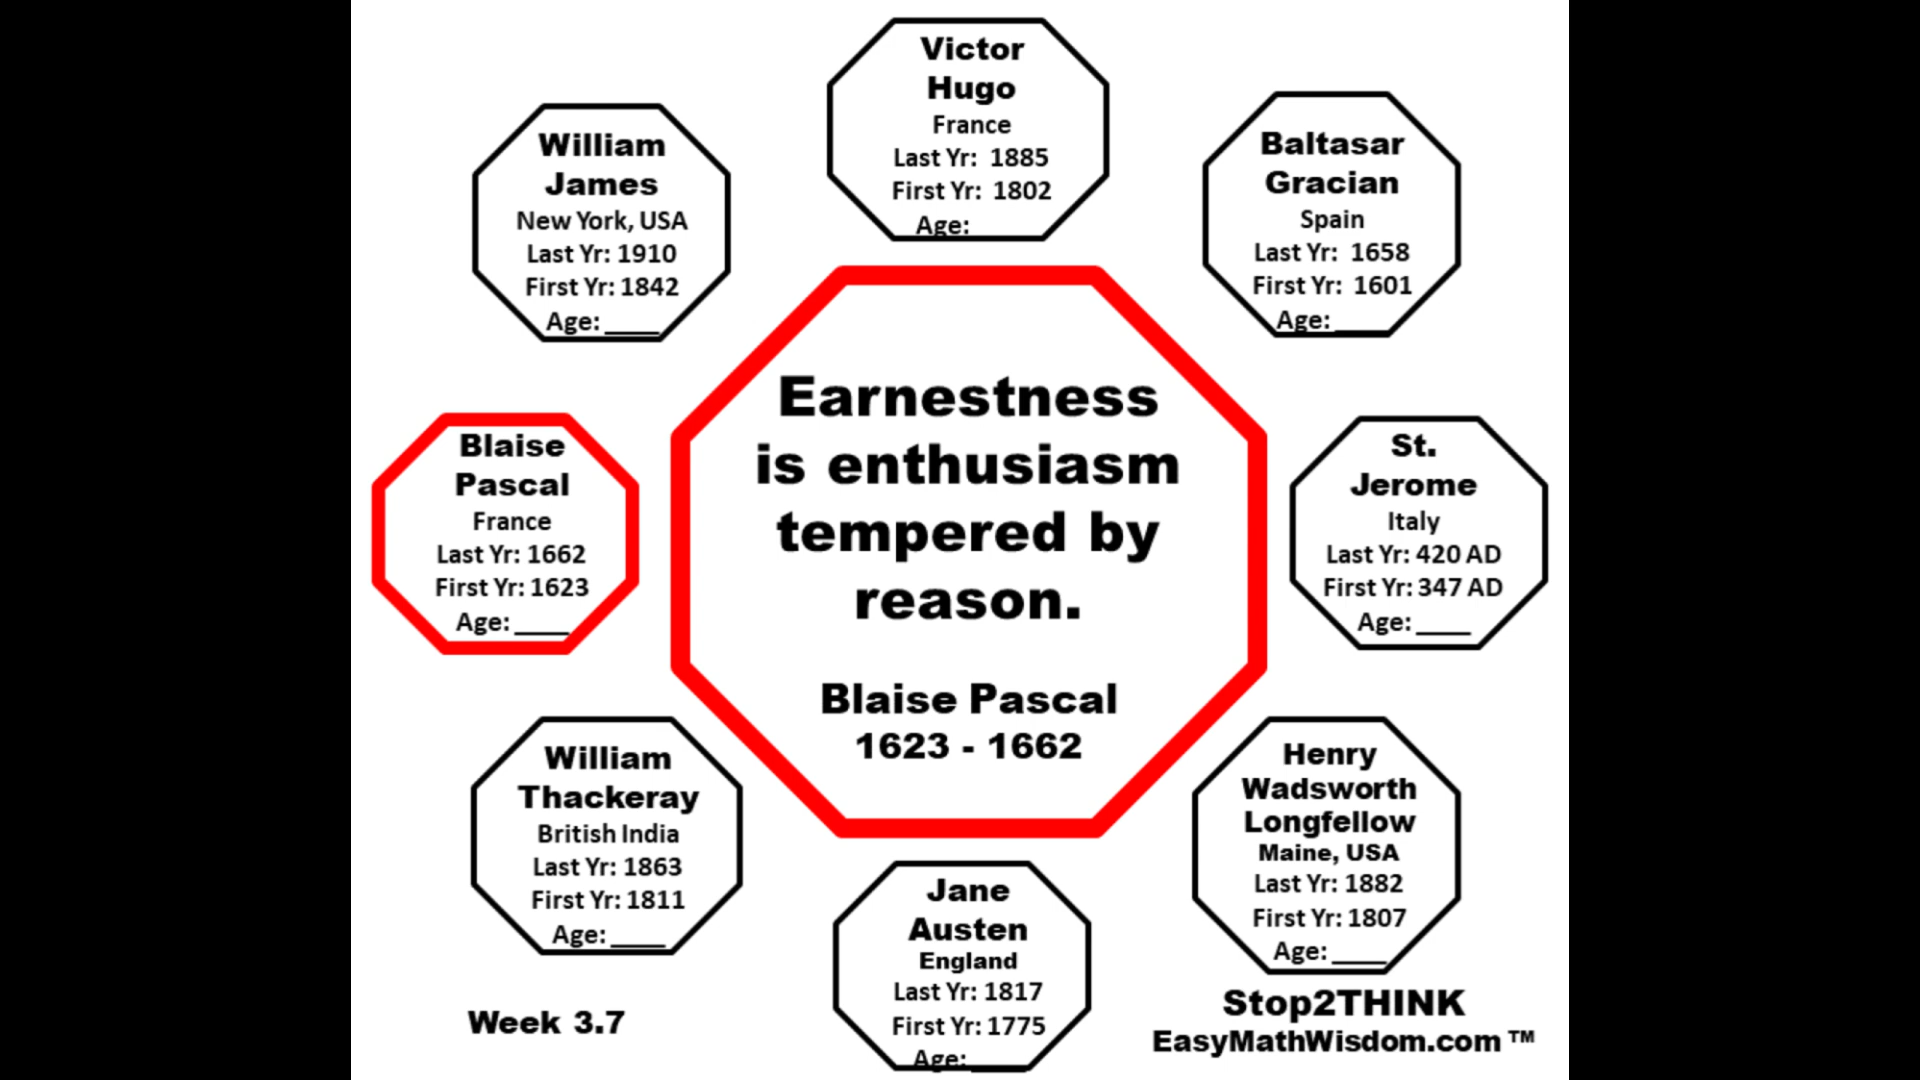 Victor
Hugo
France
Last Yr:  1885
First Yr:  1802
Age:____
William
James
New York, USA
Last Yr: 1910
First Yr: 1842
Age: ____
Baltasar
Gracian
Spain
Last Yr:  1658
First Yr:  1601
Age: ____
Blaise
Pascal
France
Last Yr: 1662
First Yr: 1623
Age: ____
Earnestness
is enthusiasm
tempered by
reason.
Blaise Pascal
1623 - 1662
St.
Jerome
Italy
Last Yr: 420 AD
First Yr: 347 AD
Age: ____
William
Thackeray
British India
Last Yr: 1863
First Yr: 1811
Age: ____
Henry
Wadsworth
Longfellow
Maine, USA
Last Yr: 1882
First Yr: 1807
Age: ____
Jane
Austen
England
Last Yr: 1817
First Yr: 1775
Age: ____
Week 3.7
Stop2THINK
EasyMathWisdom.com™